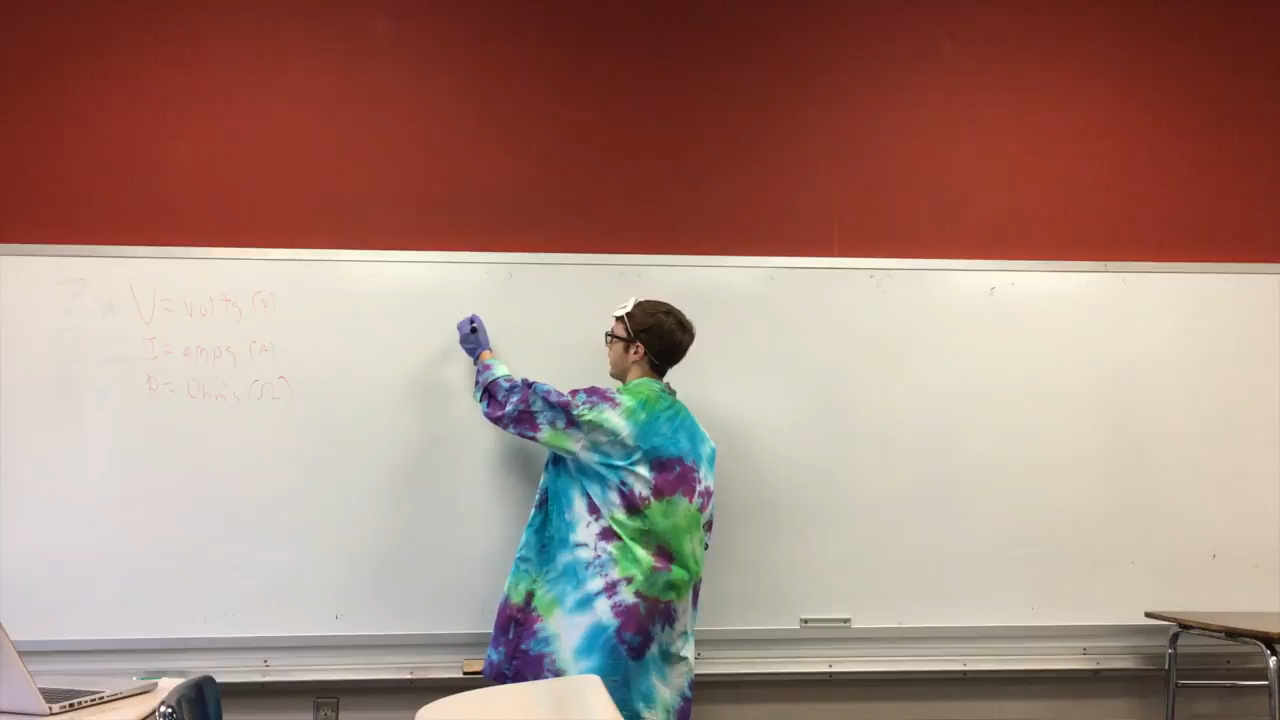 V = volts (V)
I = amps (A)
R = Ohm's (Ω)